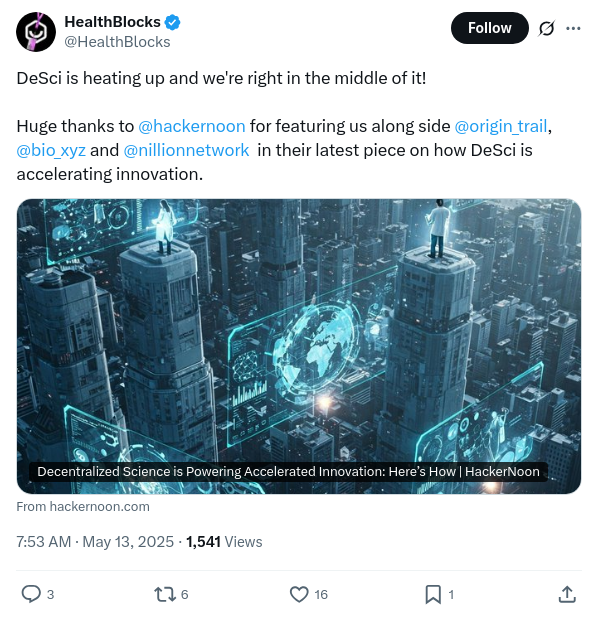 HealthBlocks
@HealthBlocks
Follow
DeSci is heating up and we're right in the middle of it!
Huge thanks to @hackernoon for featuring us along side @origin_trail,
@bio_xyz and @nillionnetwork in their latest piece on how DeSci is
accelerating innovation.
Decentralized Science is Powering Accelerated Innovation: Here's How | HackerNoon
From hackernoon.com
7:53 AM · May 13, 2025 · 1,541 Views
3 6 16 1